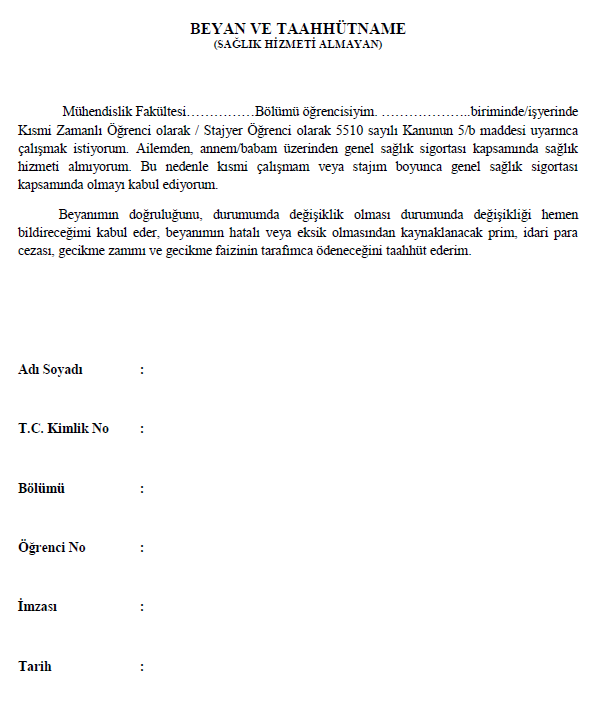 BEYAN VE TAAHHÜTNAME
(SAĞLIK HİZMETİ ALMAYAN)
Mühendislik Fakültesi……………Bölümü öğrencisiyim. ………………..biriminde/işyerinde
Kısmi Zamanlı Öğrenci olarak / Stajyer Öğrenci olarak 5510 sayılı Kanunun 5/b maddesi uyarınca
çalışmak istiyorum. Ailemden, annem/babam üzerinden genel sağlık sigortası kapsamında sağlık
hizmeti almıyorum. Bu nedenle kısmi çalışmam veya stajım boyunca genel sağlık sigortası
kapsamında olmayı kabul ediyorum.
Beyanımın doğruluğunu, durumumda değişiklik olması durumunda değişikliği hemen
bildireceğimi kabul eder, beyanımın hatalı veya eksik olmasından kaynaklanacak prim, idari para
cezası, gecikme zammı ve gecikme faizinin tarafımca ödeneceğini taahhüt ederim.
Adı Soyadı :
T.C. Kimlik No :
Bölümü :
Öğrenci No :
İmzası :
Tarih :